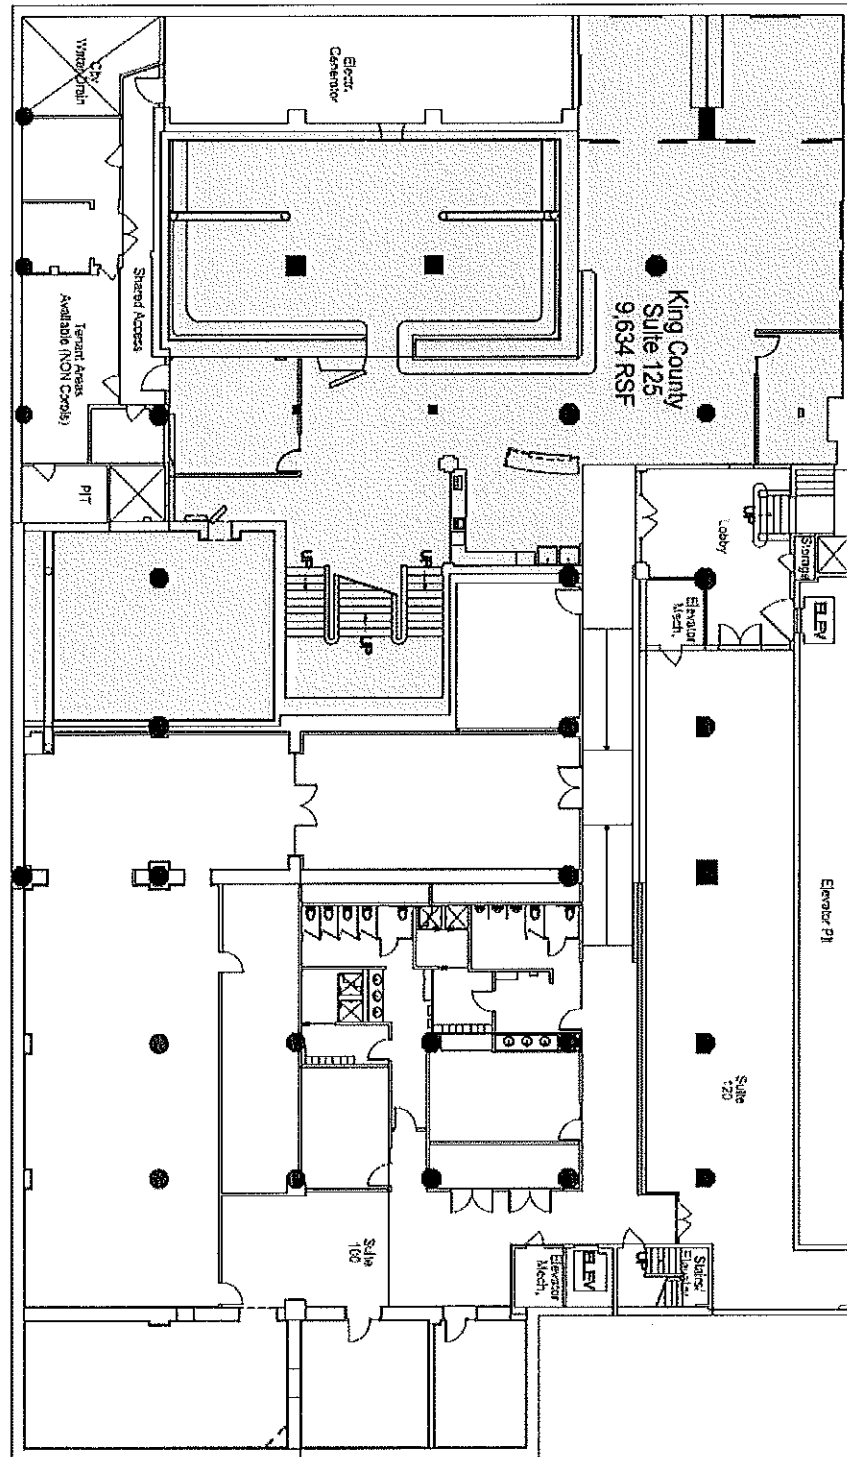 City
Water/Drain
Electr.
Generator
Shared Access
Tenant Areas
Available (NON Corols)
King County
Suite 125
9,634 RSF
PIT
UP
UP
UP
Lobby
UP
Storage
ELEV
Elevator
Mech.
Elevator Pit
Suite
120
Suite
100
Elevator
Mech.
ELEV
UP
Stairs/
Elevator